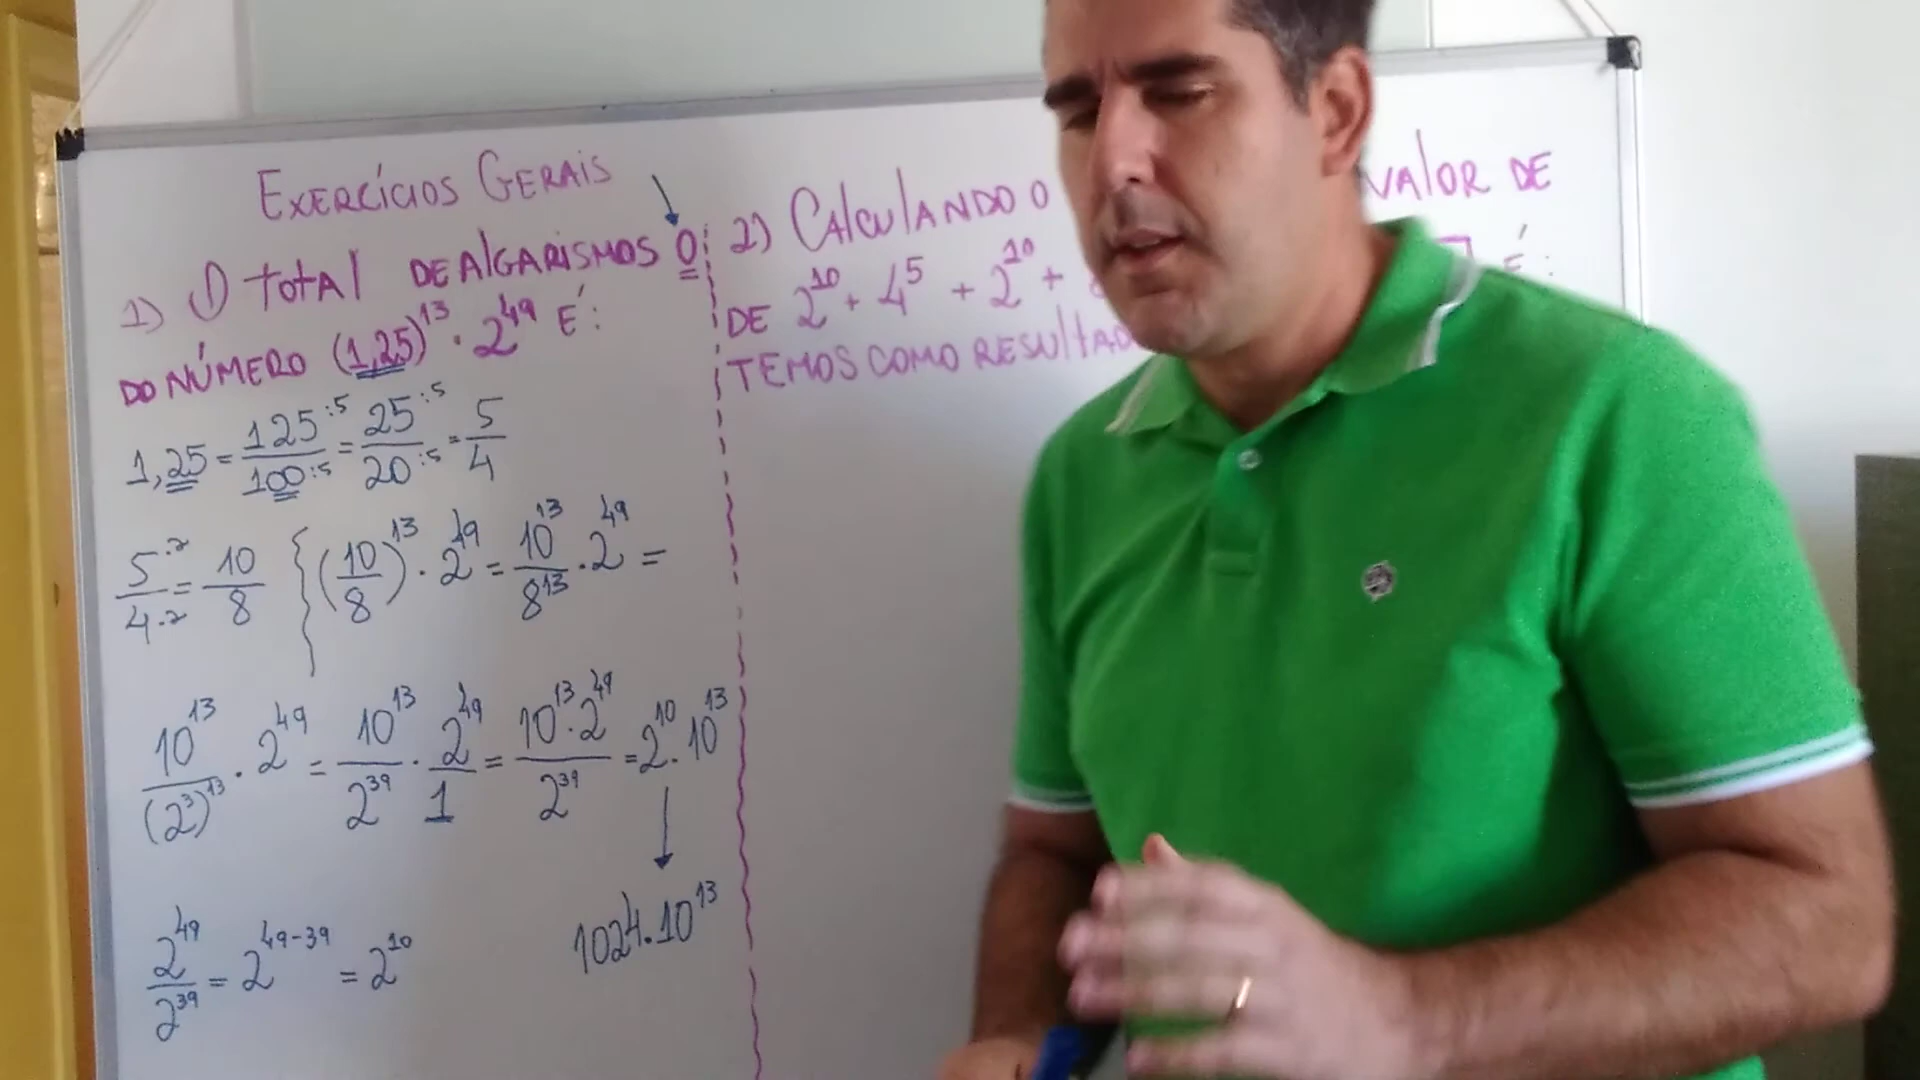 EXERCÍCIOS GERAIS
1) O TOTAL DE ALGARISMOS 0
DO NÚMERO (1,25)^13 · 2^49 É:
1,25 = 125:5/100:5 = 25:5/20:5 = 5/4
5·2/4·2 = 10/8 { (10/8)^13 · 2^49 = 10^13/8^13 · 2^49 =
10^13/(2^3)^13 · 2^49 = 10^13/2^39 · 2^49/1 = 10^13 · 2^49/2^39 = 2^10 · 10^13
2^49/2^39 = 2^49-39 = 2^10
1024 · 10^13
2) CALCULANDO O VALOR DE
DE 2^10 + 4^5 + 2^10 + É:
TEMOS COMO